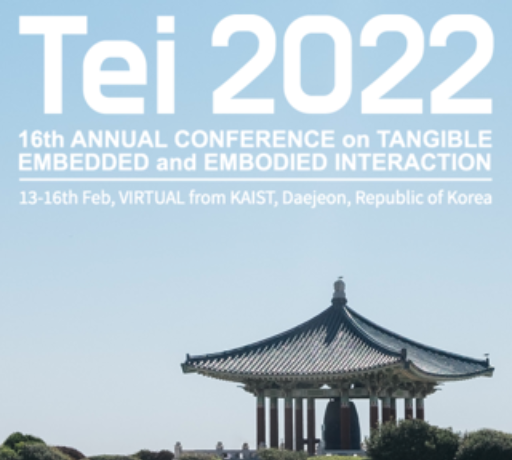 Tei 2022
16th ANNUAL CONFERENCE on TANGIBLE
EMBEDDED and EMBODIED INTERACTION
13-16th Feb, VIRTUAL from KAIST, Daejeon, Republic of Korea